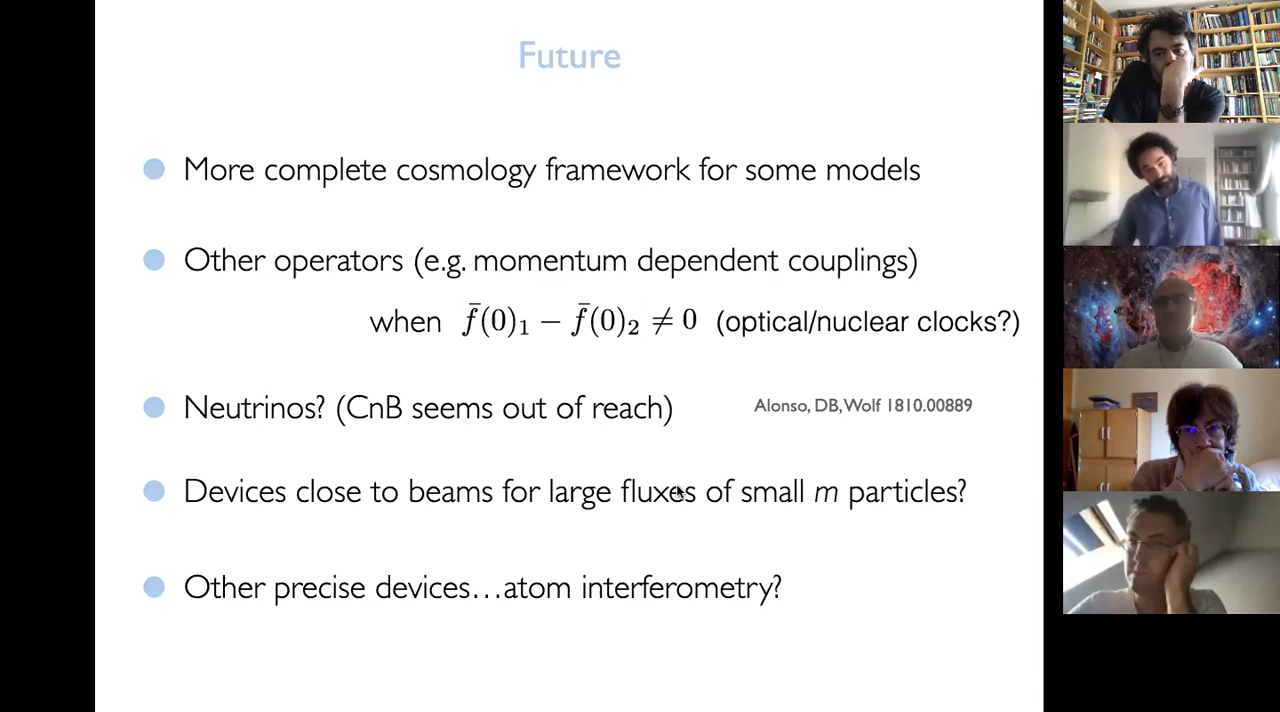 Future
More complete cosmology framework for some models
Other operators (e.g. momentum dependent couplings)
when f̄(0)₁ − f̄(0)₂ ≠ 0 (optical/nuclear clocks?)
Neutrinos? (CnB seems out of reach)
Alonso, DB, Wolf 1810.00889
Devices close to beams for large fluxes of small m particles?
Other precise devices…atom interferometry?